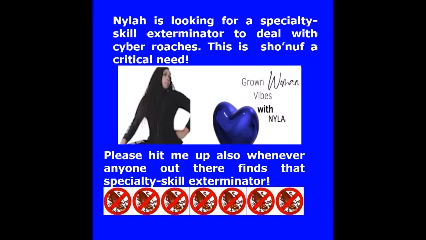 Nylah is looking for a specialty-
skill exterminator to deal with
cyber roaches. This is sho'nuf a
critical need!
Grown Woman
Vibes
with
NYLA
Please hit me up also whenever
anyone out there finds that
specialty-skill exterminator!